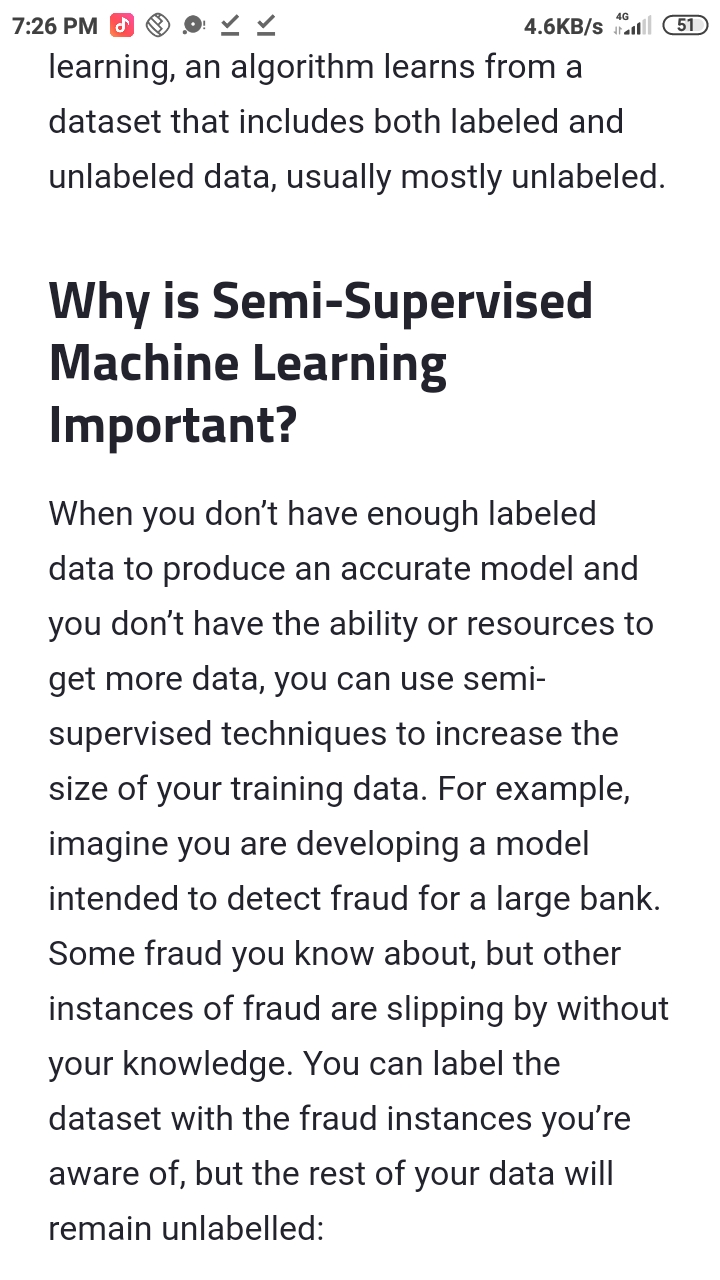 7:26 PM 4.6KB/s 4G 51
learning, an algorithm learns from a
dataset that includes both labeled and
unlabeled data, usually mostly unlabeled.
Why is Semi-Supervised
Machine Learning
Important?
When you don’t have enough labeled
data to produce an accurate model and
you don’t have the ability or resources to
get more data, you can use semi-
supervised techniques to increase the
size of your training data. For example,
imagine you are developing a model
intended to detect fraud for a large bank.
Some fraud you know about, but other
instances of fraud are slipping by without
your knowledge. You can label the
dataset with the fraud instances you’re
aware of, but the rest of your data will
remain unlabelled: